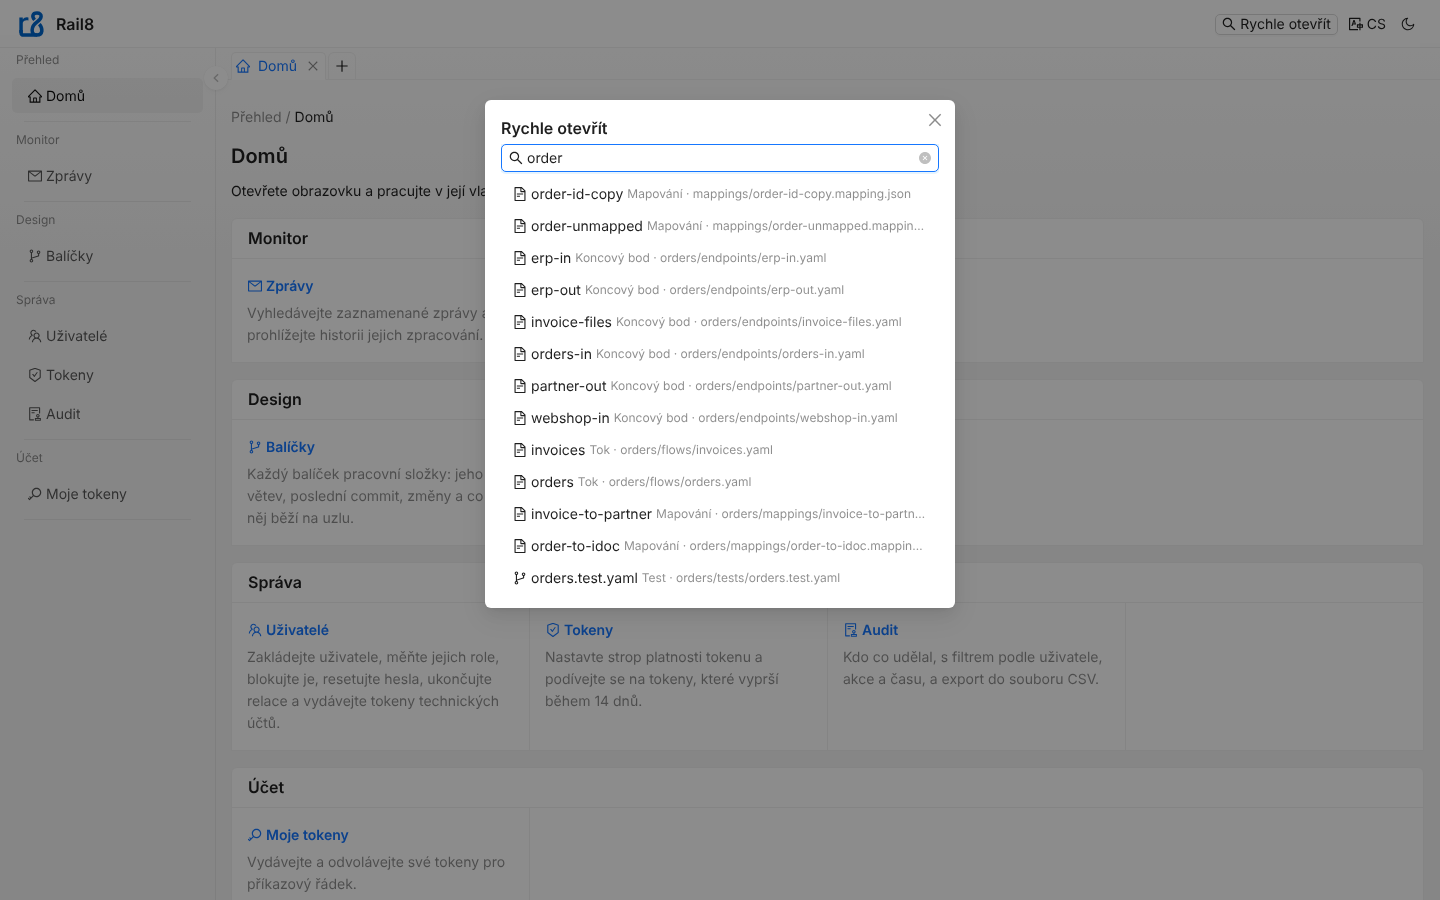 r8 Rail8
Rychle otevřít
CS
Přehled
Domů
Monitor
Zprávy
Design
Balíčky
Správa
Uživatelé
Tokeny
Audit
Účet
Moje tokeny
Domů
Přehled / Domů
Domů
Otevřete obrazovku a pracujte v její
Monitor
Zprávy
Vyhledávejte zaznamenané zprávy a
prohlížejte historii jejich zpracování.
Design
Balíčky
Každý balíček pracovní složky: jeho
větev, poslední commit, změny a co
něj běží na uzlu.
Správa
Uživatelé
Zakládejte uživatele, měňte jejich role,
blokujte je, resetujte hesla, ukončujte
relace a vydávejte tokeny technických
účtů.
Tokeny
Nastavte strop platnosti tokenu a
podívejte se na tokeny, které vyprší
během 14 dnů.
Audit
Kdo co udělal, s filtrem podle uživatele,
akce a času, a export do souboru CSV.
Účet
Moje tokeny
Vydávejte a odvolávejte své tokeny pro
příkazový řádek.
Rychle otevřít
order
order-id-copy Mapování · mappings/order-id-copy.mapping.json
order-unmapped Mapování · mappings/order-unmapped.mappin...
erp-in Koncový bod · orders/endpoints/erp-in.yaml
erp-out Koncový bod · orders/endpoints/erp-out.yaml
invoice-files Koncový bod · orders/endpoints/invoice-files.yaml
orders-in Koncový bod · orders/endpoints/orders-in.yaml
partner-out Koncový bod · orders/endpoints/partner-out.yaml
webshop-in Koncový bod · orders/endpoints/webshop-in.yaml
invoices Tok · orders/flows/invoices.yaml
orders Tok · orders/flows/orders.yaml
invoice-to-partner Mapování · orders/mappings/invoice-to-partn...
order-to-idoc Mapování · orders/mappings/order-to-idoc.mappin...
orders.test.yaml Test · orders/tests/orders.test.yaml